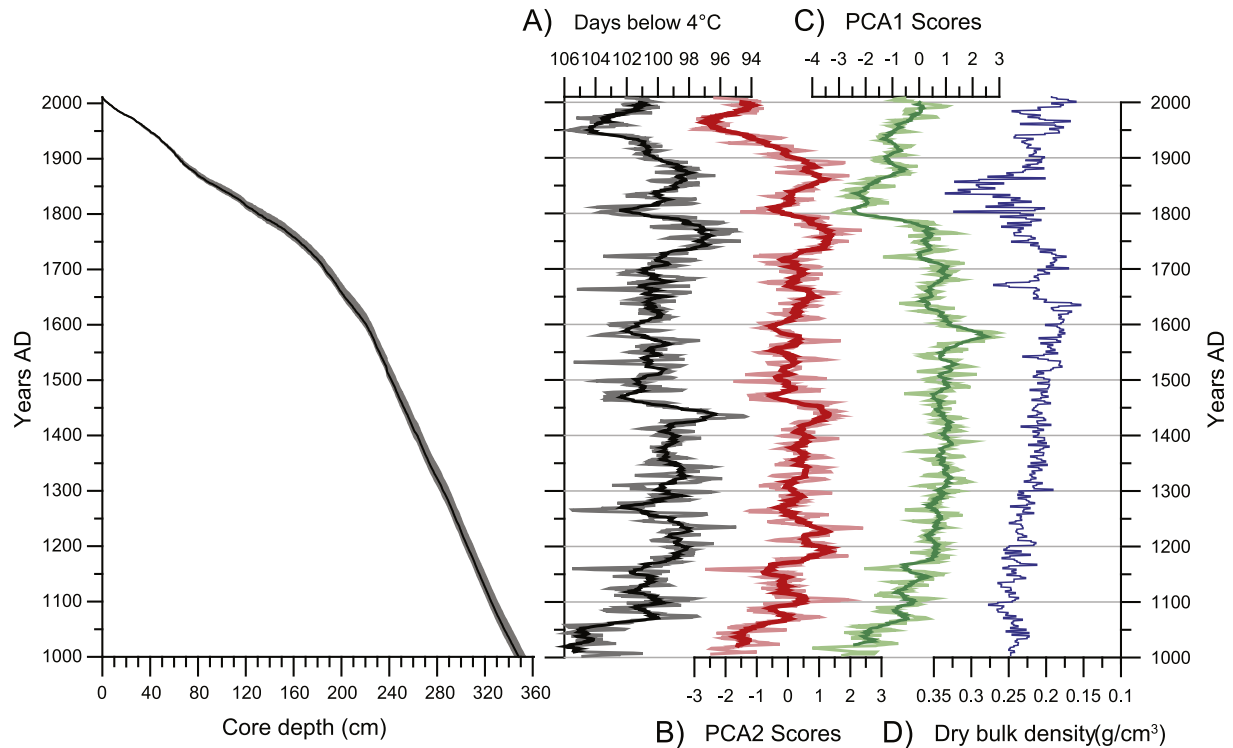 A) Days below 4°C
C) PCA1 Scores
106 104 102 100 98 96 94
-4 -3 -2 -1 0 1 2 3
2000
1900
1800
1700
1600
1500
1400
1300
1200
1100
1000
Years AD
0 40 80 120 160 200 240 280 320 360
Core depth (cm)
2000
1900
1800
1700
1600
1500
1400
1300
1200
1100
1000
Years AD
-3 -2 -1 0 1 2 3
0.35 0.3 0.25 0.2 0.15 0.1
B) PCA2 Scores
D) Dry bulk density(g/cm³)